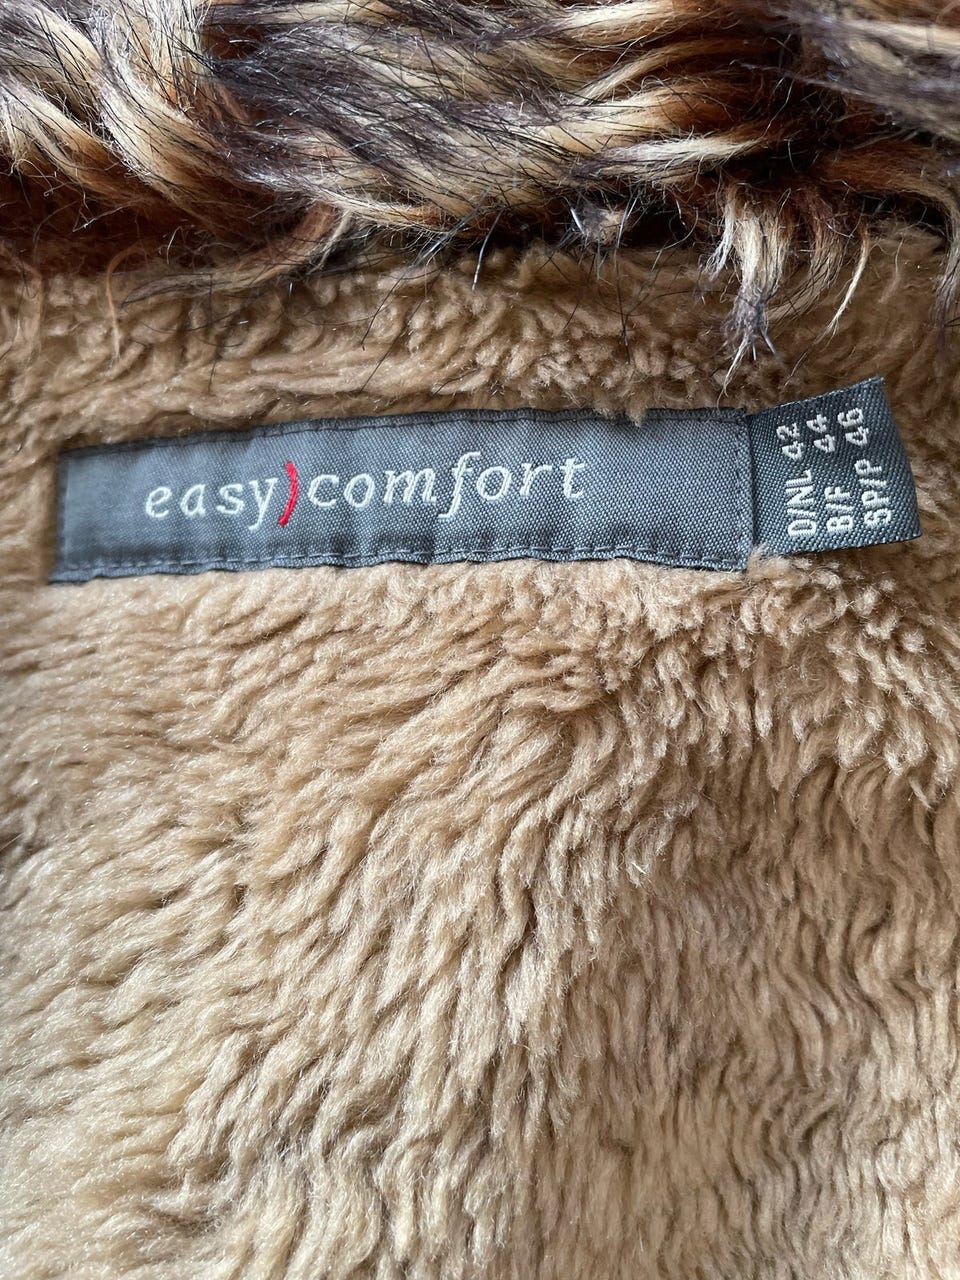 easy)comfort
D/NL 42
B/F 44
SP/P 46